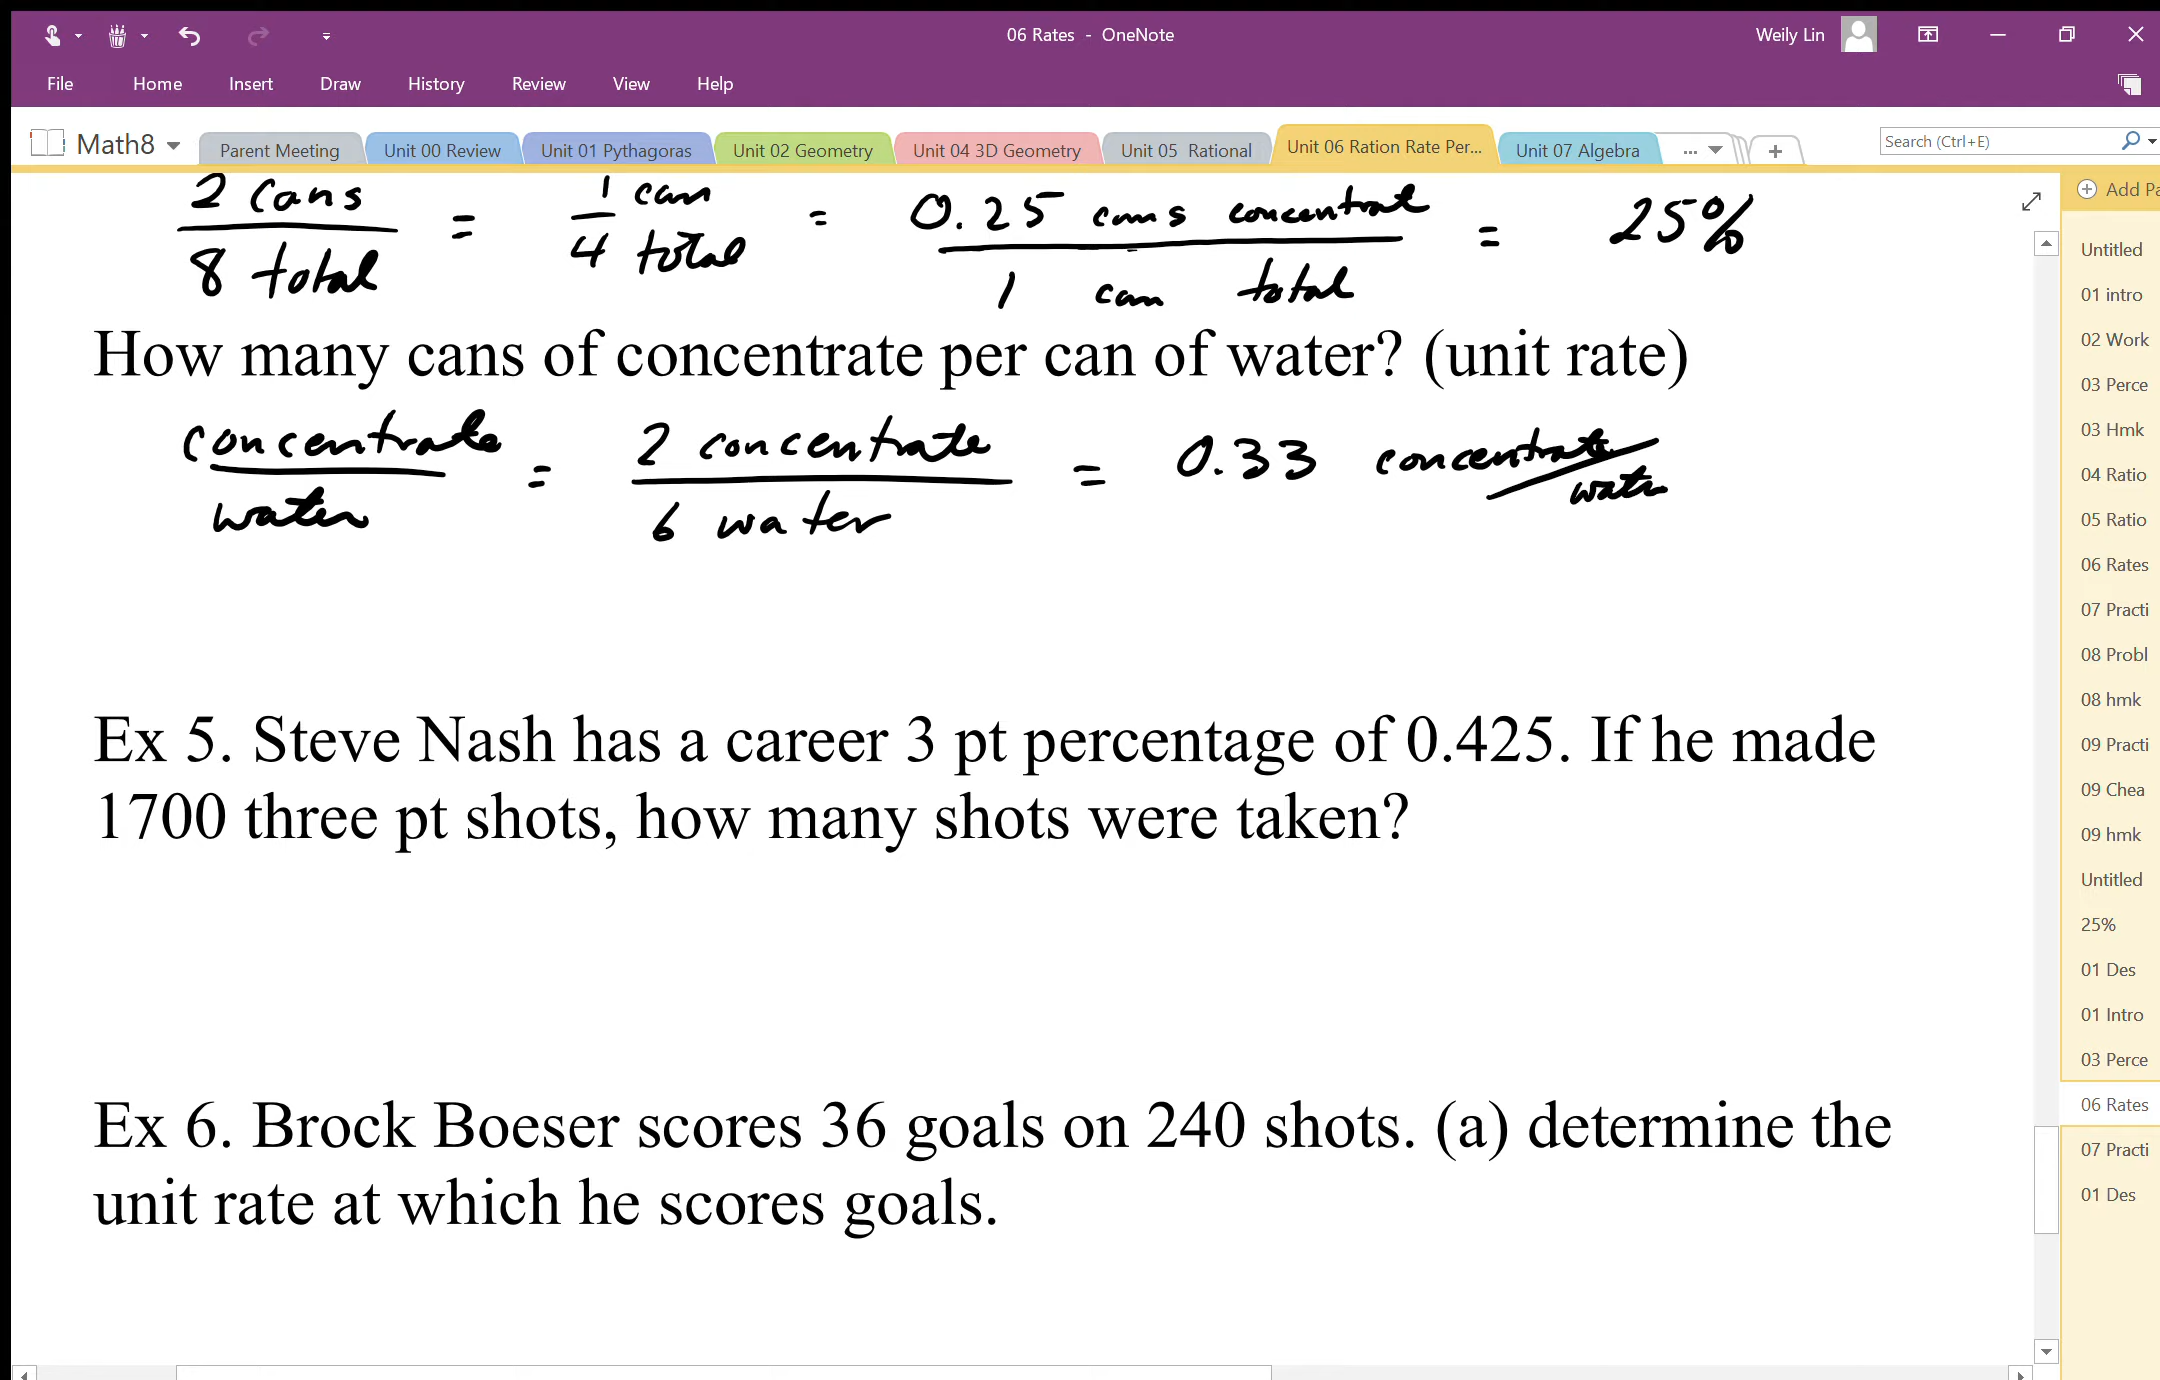 06 Rates - OneNote
Weily Lin
File Home Insert Draw History Review View Help
Math8
Parent Meeting
Unit 00 Review
Unit 01 Pythagoras
Unit 02 Geometry
Unit 04 3D Geometry
Unit 05 Rational
Unit 06 Ration Rate Per...
Unit 07 Algebra
...
+
Search (Ctrl+E)
2 cans = 1 can = 0.25 cans concentrat = 25%
8 total 4 total 1 can total
How many cans of concentrate per can of water? (unit rate)
concentrate = 2 concentrate = 0.33 concentrate/water
water 6 water
Ex 5. Steve Nash has a career 3 pt percentage of 0.425. If he made
1700 three pt shots, how many shots were taken?
Ex 6. Brock Boeser scores 36 goals on 240 shots. (a) determine the
unit rate at which he scores goals.
Add Pa
Untitled
01 intro
02 Work
03 Perce
03 Hmk
04 Ratio
05 Ratio
06 Rates
07 Practi
08 Probl
08 hmk
09 Practi
09 Chea
09 hmk
Untitled
25%
01 Des
01 Intro
03 Perce
06 Rates
07 Practi
01 Des